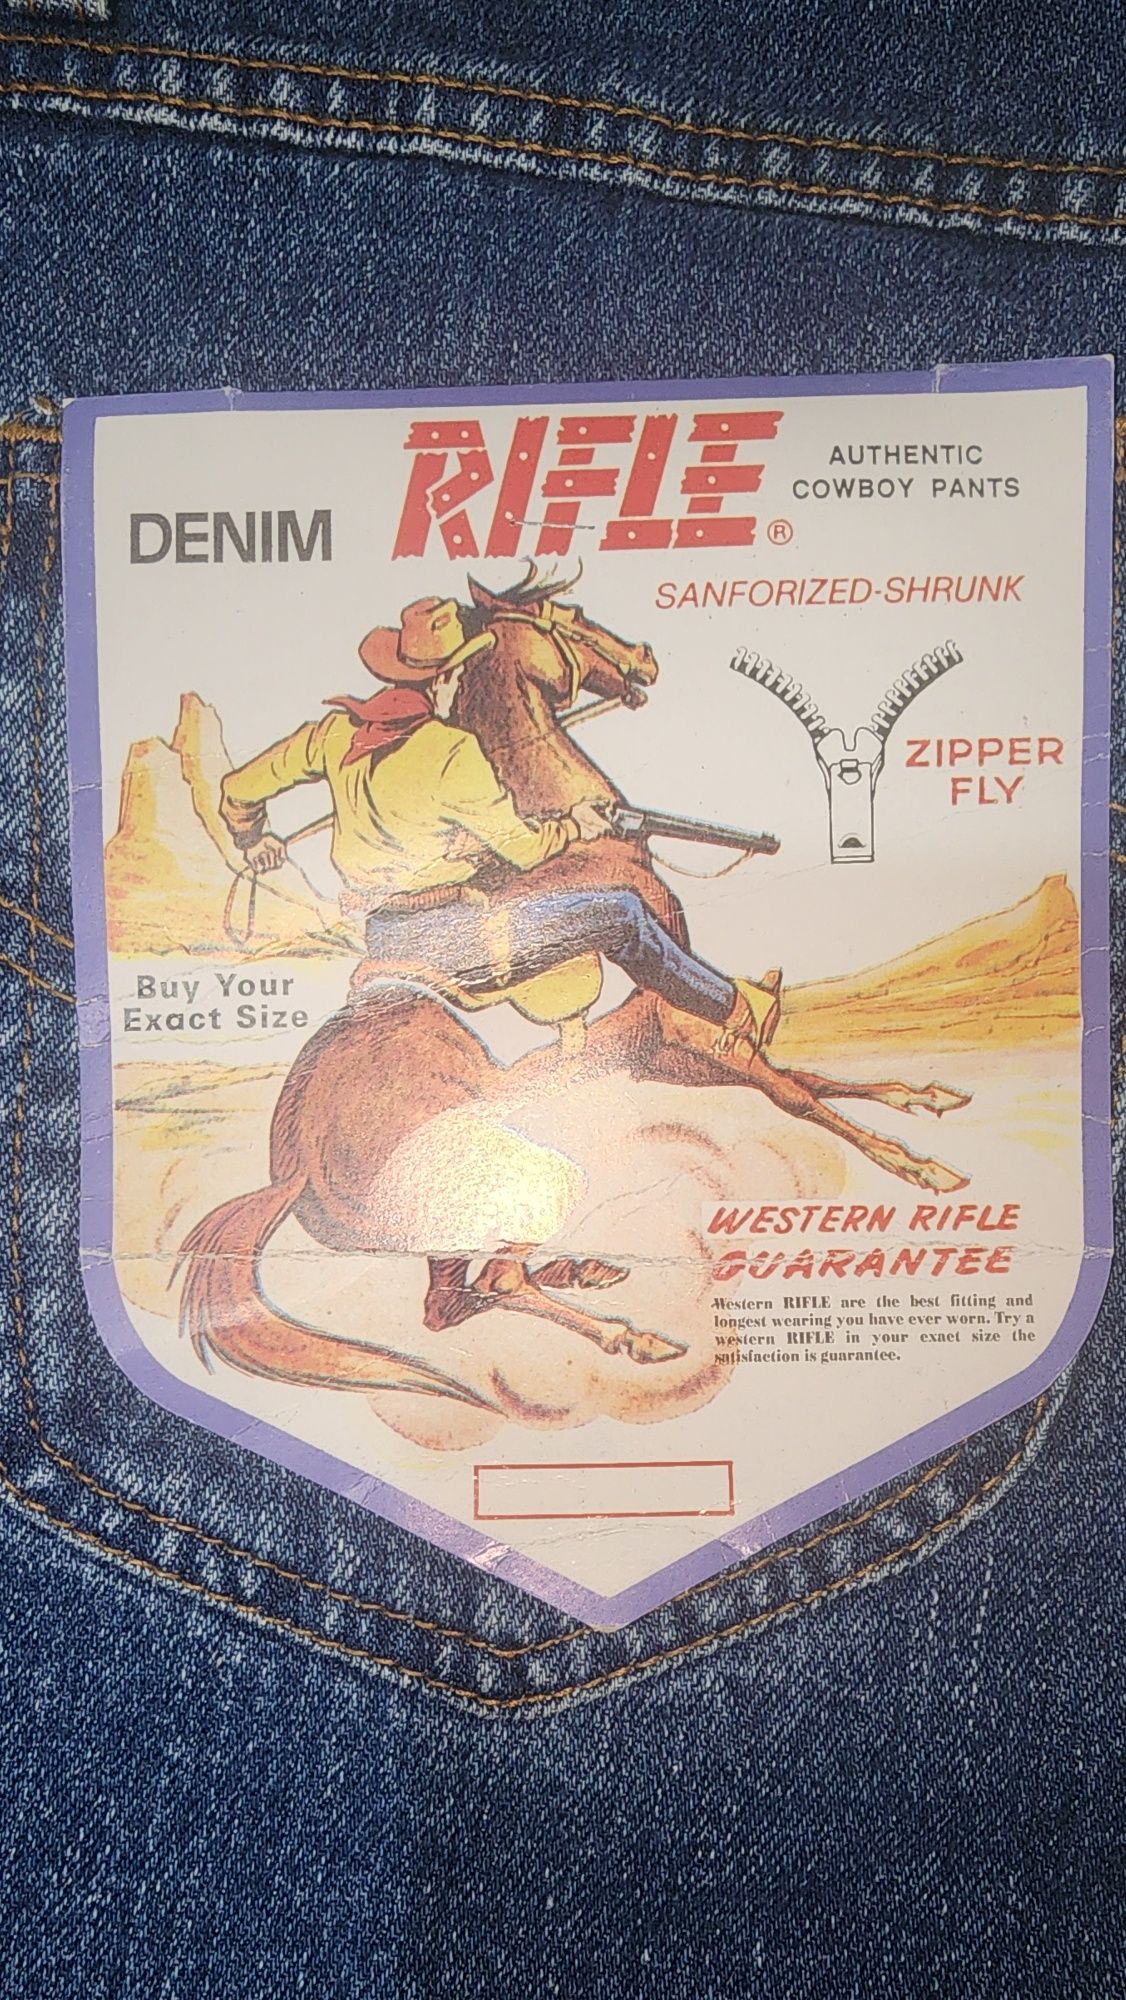 RIFLE®
AUTHENTIC
COWBOY PANTS
DENIM
SANFORIZED-SHRUNK
ZIPPER
FLY
Buy Your
Exact Size
WESTERN RIFLE
GUARANTEE
Western RIFLE are the best fitting and
longest wearing you have ever worn. Try a
western RIFLE in your exact size the
satisfaction is guarantee.